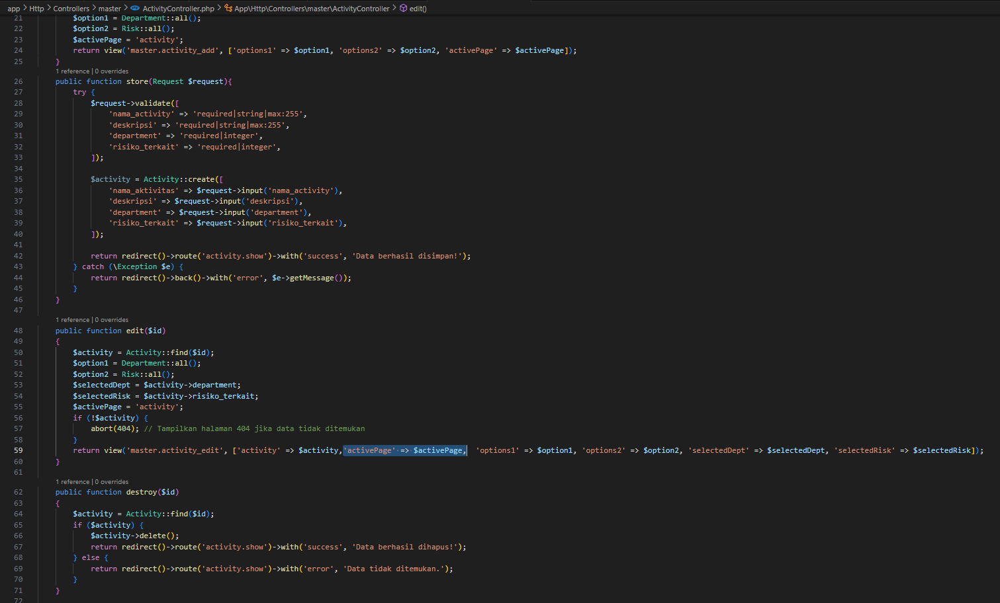 app > Http > Controllers > master > ActivityController.php > App\Http\Controllers\master\ActivityController > edit()
21 $option1 = Department::all();
22 $option2 = Risk::all();
23 $activePage = 'activity';
24 return view('master.activity_add', ['options1' => $option1, 'options2' => $option2, 'activePage' => $activePage]);
25 }
1 reference | 0 overrides
26 public function store(Request $request){
27 try {
28 $request->validate([
29 'nama_activity' => 'required|string|max:255',
30 'deskripsi' => 'required|string|max:255',
31 'department' => 'required|integer',
32 'risiko_terkait' => 'required|integer',
33 ]);
34
35 $activity = Activity::create([
36 'nama_aktivitas' => $request->input('nama_activity'),
37 'deskripsi' => $request->input('deskripsi'),
38 'department' => $request->input('department'),
39 'risiko_terkait' => $request->input('risiko_terkait'),
40 ]);
41
42 return redirect()->route('activity.show')->with('success', 'Data berhasil disimpan!');
43 } catch (\Exception $e) {
44 return redirect()->back()->with('error', $e->getMessage());
45 }
46 }
47
1 reference | 0 overrides
48 public function edit($id)
49 {
50 $activity = Activity::find($id);
51 $option1 = Department::all();
52 $option2 = Risk::all();
53 $selectedDept = $activity->department;
54 $selectedRisk = $activity->risiko_terkait;
55 $activePage = 'activity';
56 if (!$activity) {
57 abort(404); // Tampilkan halaman 404 jika data tidak ditemukan
58 }
59 return view('master.activity_edit', ['activity' => $activity,'activePage' => $activePage, 'options1' => $option1, 'options2' => $option2, 'selectedDept' => $selectedDept, 'selectedRisk' => $selectedRisk]);
60 }
61
1 reference | 0 overrides
62 public function destroy($id)
63 {
64 $activity = Activity::find($id);
65 if ($activity) {
66 $activity->delete();
67 return redirect()->route('activity.show')->with('success', 'Data berhasil dihapus!');
68 } else {
69 return redirect()->route('activity.show')->with('error', 'Data tidak ditemukan.');
70 }
71 }
72